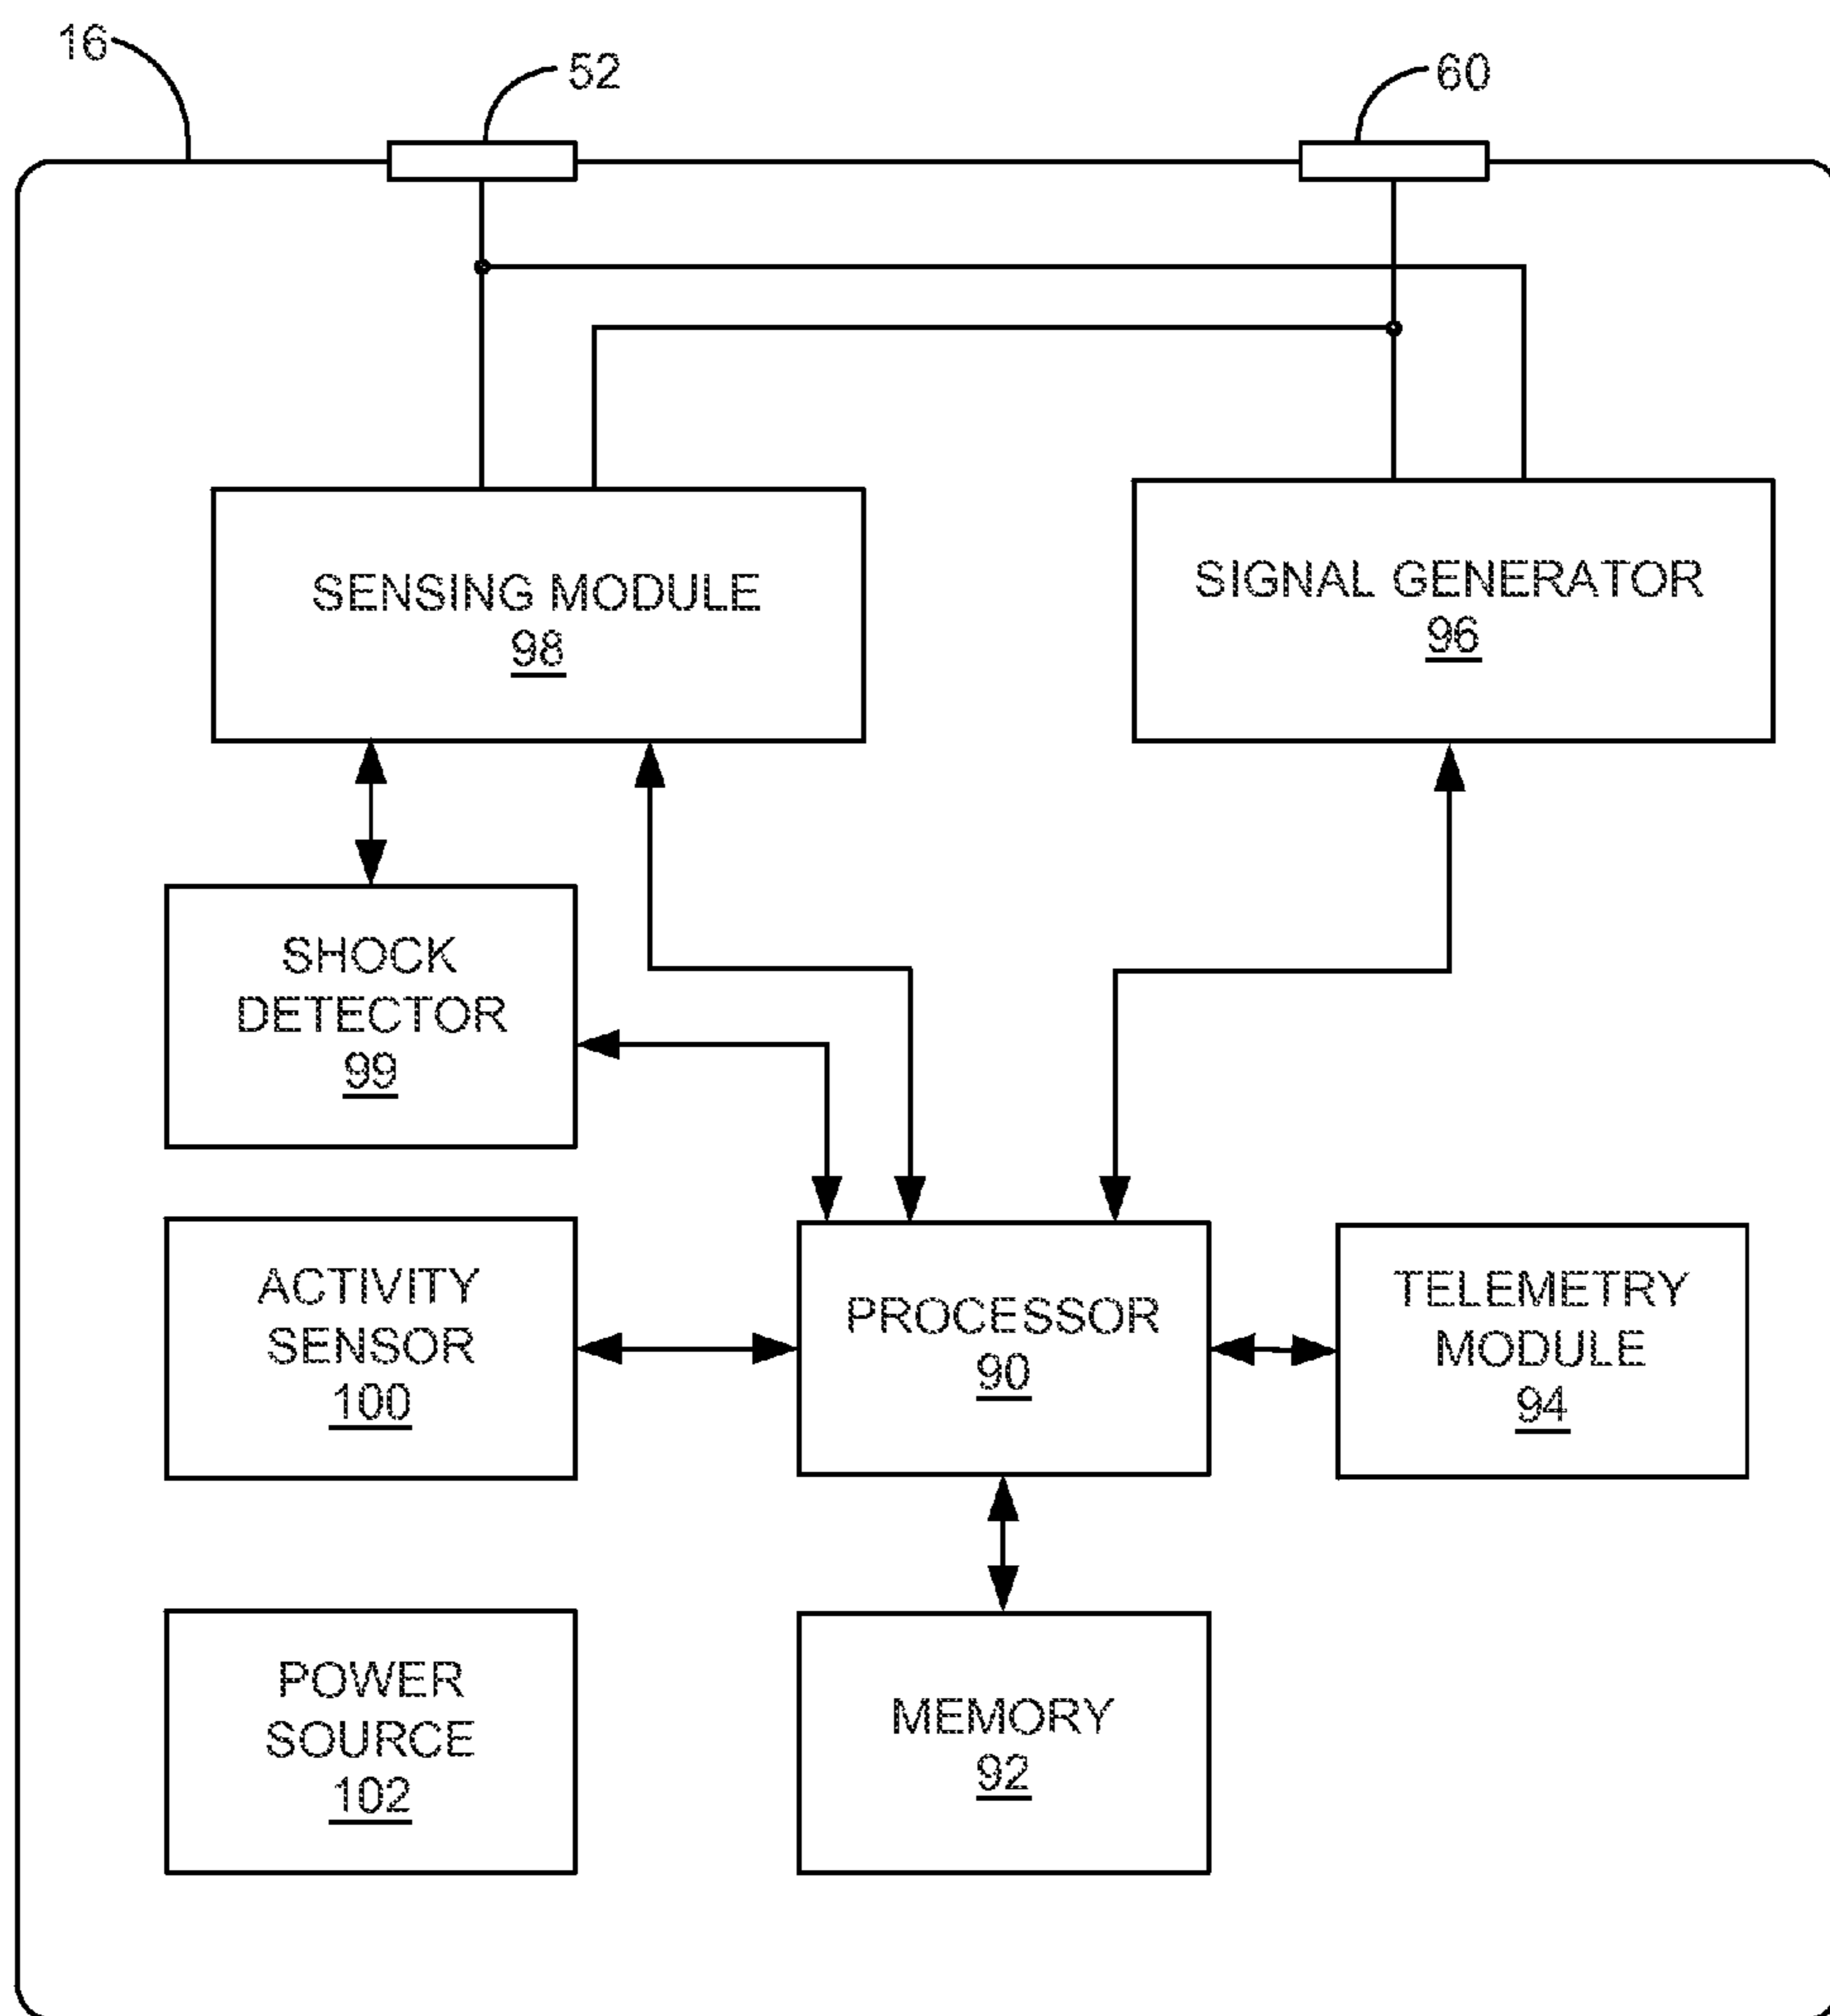 16
52
60
SENSING MODULE
98
SIGNAL GENERATOR
96
SHOCK
DETECTOR
99
ACTIVITY
SENSOR
100
PROCESSOR
90
TELEMETRY
MODULE
94
POWER
SOURCE
102
MEMORY
92